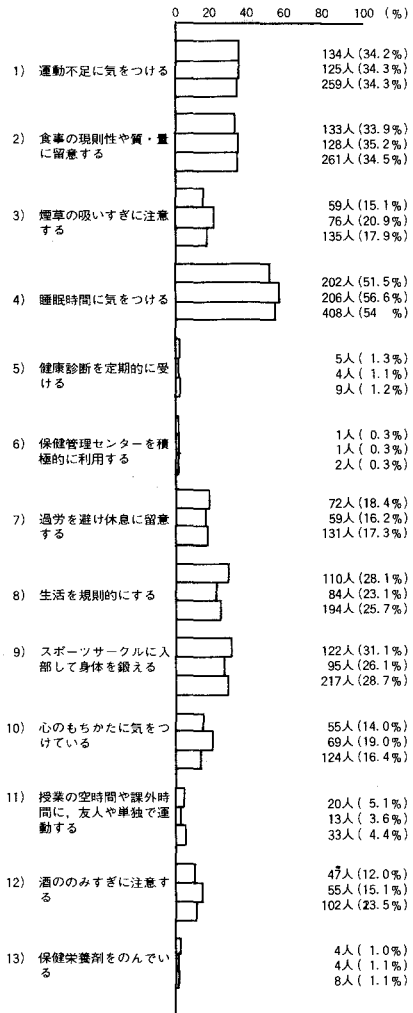 0 20 40 60 80 100 (%)
1) 運動不足に気をつける
134人(34.2%)
125人(34.3%)
259人(34.3%)
2) 食事の規則性や質・量
に留意する
133人(33.9%)
128人(35.2%)
261人(34.5%)
3) 煙草の吸いすぎに注意
する
59人(15.1%)
76人(20.9%)
135人(17.9%)
4) 睡眠時間に気をつける
202人(51.5%)
206人(56.6%)
408人(54 %)
5) 健康診断を定期的に受
ける
5人( 1.3%)
4人( 1.1%)
9人( 1.2%)
6) 保健管理センターを積
極的に利用する
1人( 0.3%)
1人( 0.3%)
2人( 0.3%)
7) 過労を避け休息に留意
する
72人(18.4%)
59人(16.2%)
131人(17.3%)
8) 生活を規則的にする
110人(28.1%)
84人(23.1%)
194人(25.7%)
9) スポーツサークルに入
部して身体を鍛える
122人(31.1%)
95人(26.1%)
217人(28.7%)
10) 心のもちかたに気をつ
けている
55人(14.0%)
69人(19.0%)
124人(16.4%)
11) 授業の空時間や課外時
間に，友人や単独で運
動する
20人( 5.1%)
13人( 3.6%)
33人( 4.4%)
12) 酒ののみすぎに注意す
る
47人(12.0%)
55人(15.1%)
102人(23.5%)
13) 保健栄養剤をのんでい
る
4人( 1.0%)
4人( 1.1%)
8人( 1.1%)